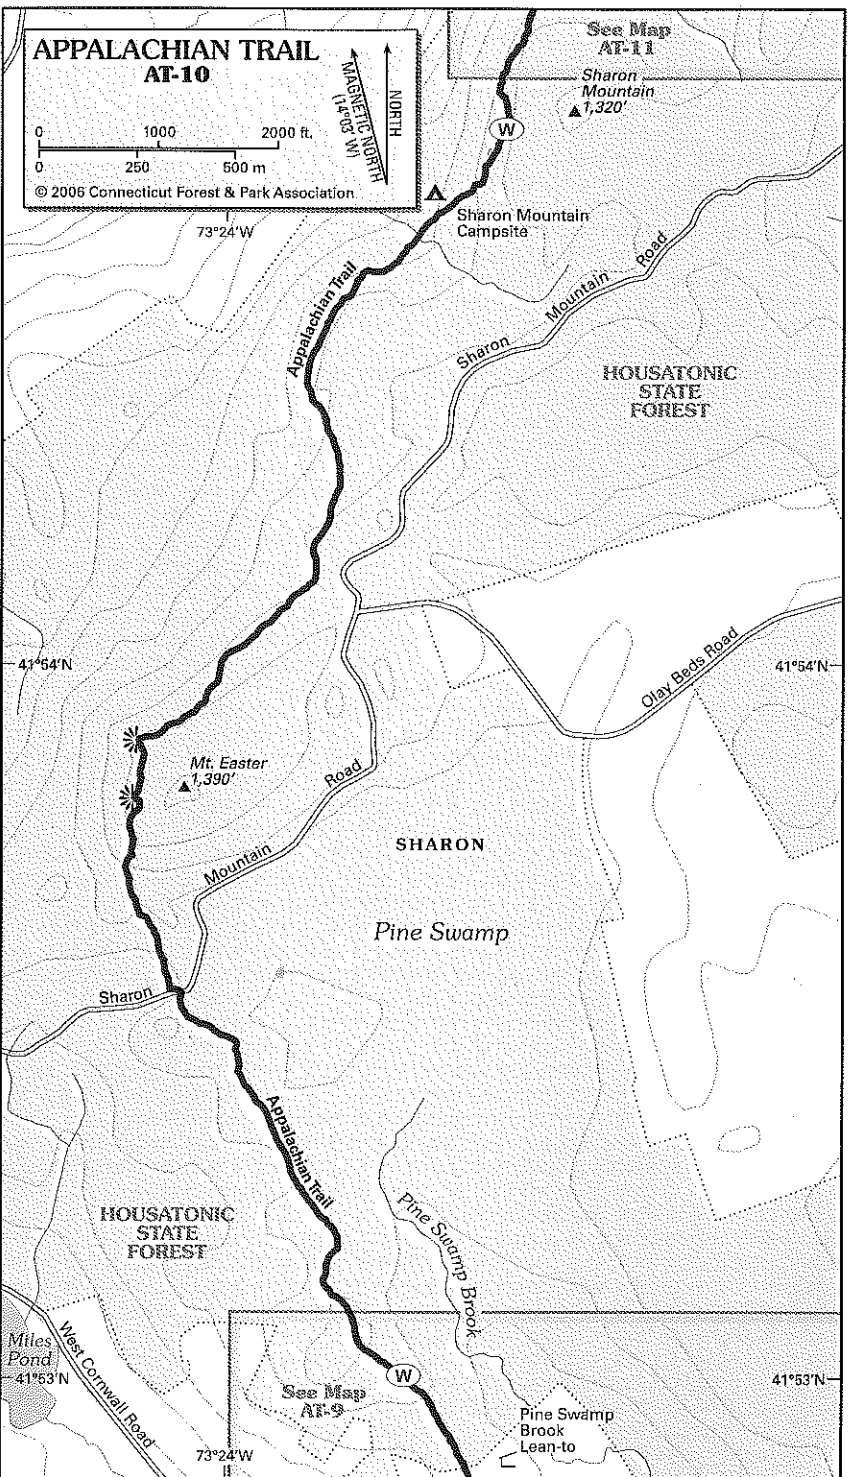 APPALACHIAN TRAIL
AT-10
0 1000 2000 ft.
0 250 500 m
© 2006 Connecticut Forest & Park Association
MAGNETIC NORTH
(14°03' W)
NORTH
See Map
AT-11
Sharon
Mountain
1,320'
W
Sharon Mountain
Campsite
73°24'W
Appalachian Trail
Sharon Mountain Road
HOUSATONIC
STATE
FOREST
41°54'N
41°54'N
Olay Beds Road
Mt. Easter
1,390'
Sharon Mountain Road
SHARON
Pine Swamp
Appalachian Trail
HOUSATONIC
STATE
FOREST
Pine Swamp Brook
Miles
Pond
West Cornwall Road
41°53'N
41°53'N
W
See Map
AT-9
Pine Swamp
Brook
Lean-to
73°24'W